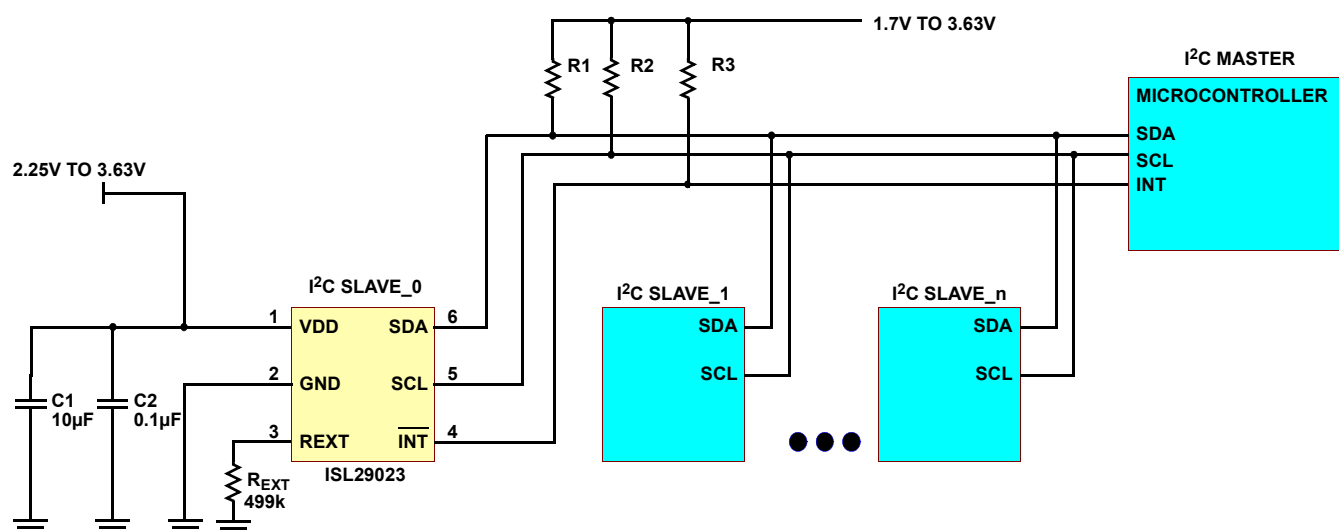 1.7V TO 3.63V
R1
R2
R3
I²C MASTER
MICROCONTROLLER
SDA
SCL
INT
2.25V TO 3.63V
I²C SLAVE_0
1
VDD
SDA
6
2
GND
SCL
5
3
REXT
INT
4
ISL29023
C1
10µF
C2
0.1µF
REXT
499k
I²C SLAVE_1
SDA
SCL
I²C SLAVE_n
SDA
SCL